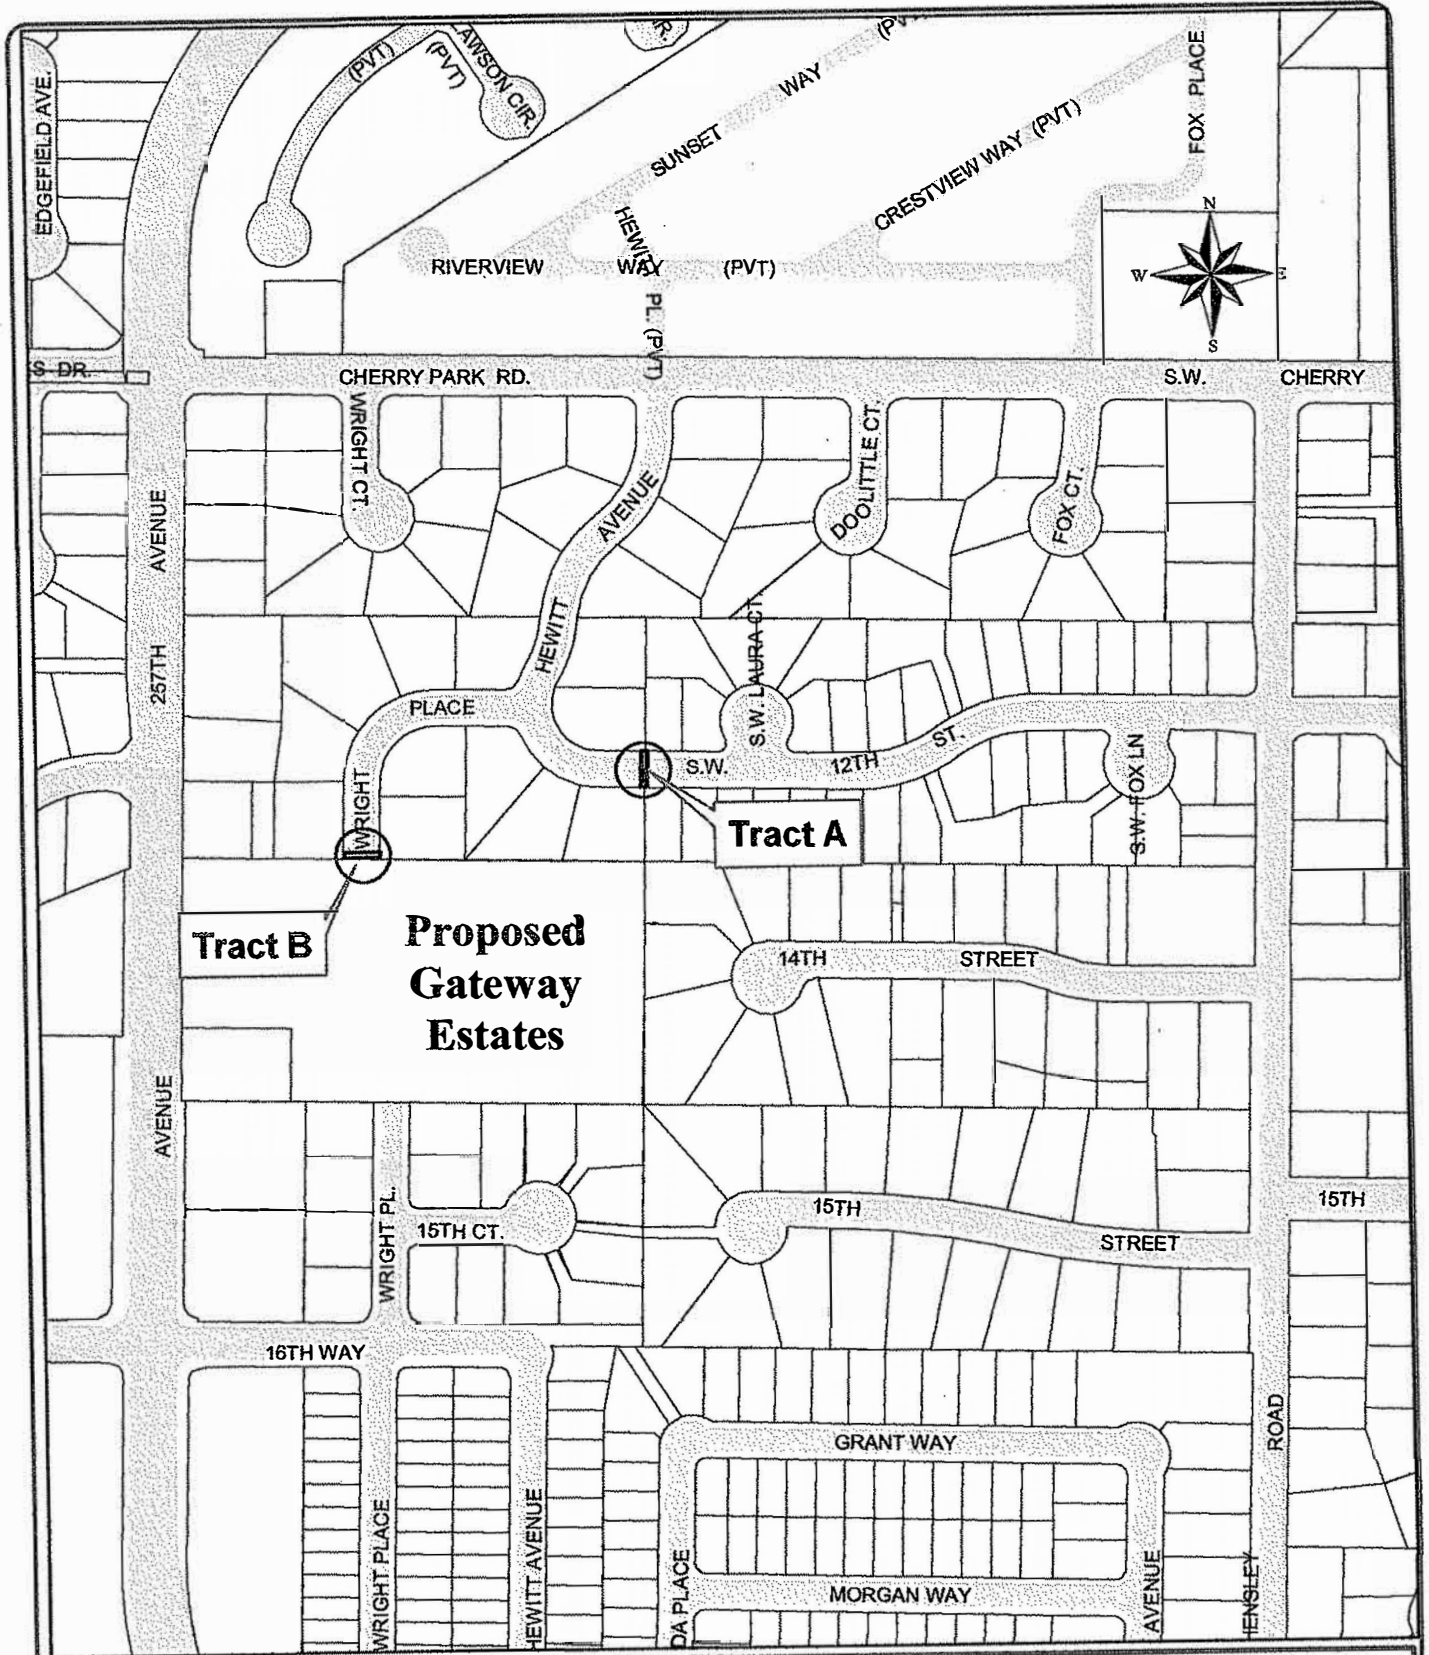 EDGEFIELD AVE.
(PVT)
(PVT)
LAWSON CIR.
R.
SUNSET WAY
(PVT
CRESTVIEW WAY (PVT)
FOX PLACE
HEWITT PL. (PVT)
RIVERVIEW WAY (PVT)
N
W E
S
S DR.
CHERRY PARK RD.
S.W. CHERRY
WRIGHT CT.
DOOLITTLE CT.
FOX CT.
257TH AVENUE
HEWITT AVENUE
S.W. LAURA CT.
WRIGHT PLACE
S.W. 12TH ST.
S.W. FOX LN
Tract A
Tract B
Proposed
Gateway
Estates
14TH STREET
AVENUE
WRIGHT PL.
15TH CT.
15TH STREET
15TH
16TH WAY
GRANT WAY
WRIGHT PLACE
HEWITT AVENUE
DA PLACE
MORGAN WAY
AVENUE
HENSLEY ROAD